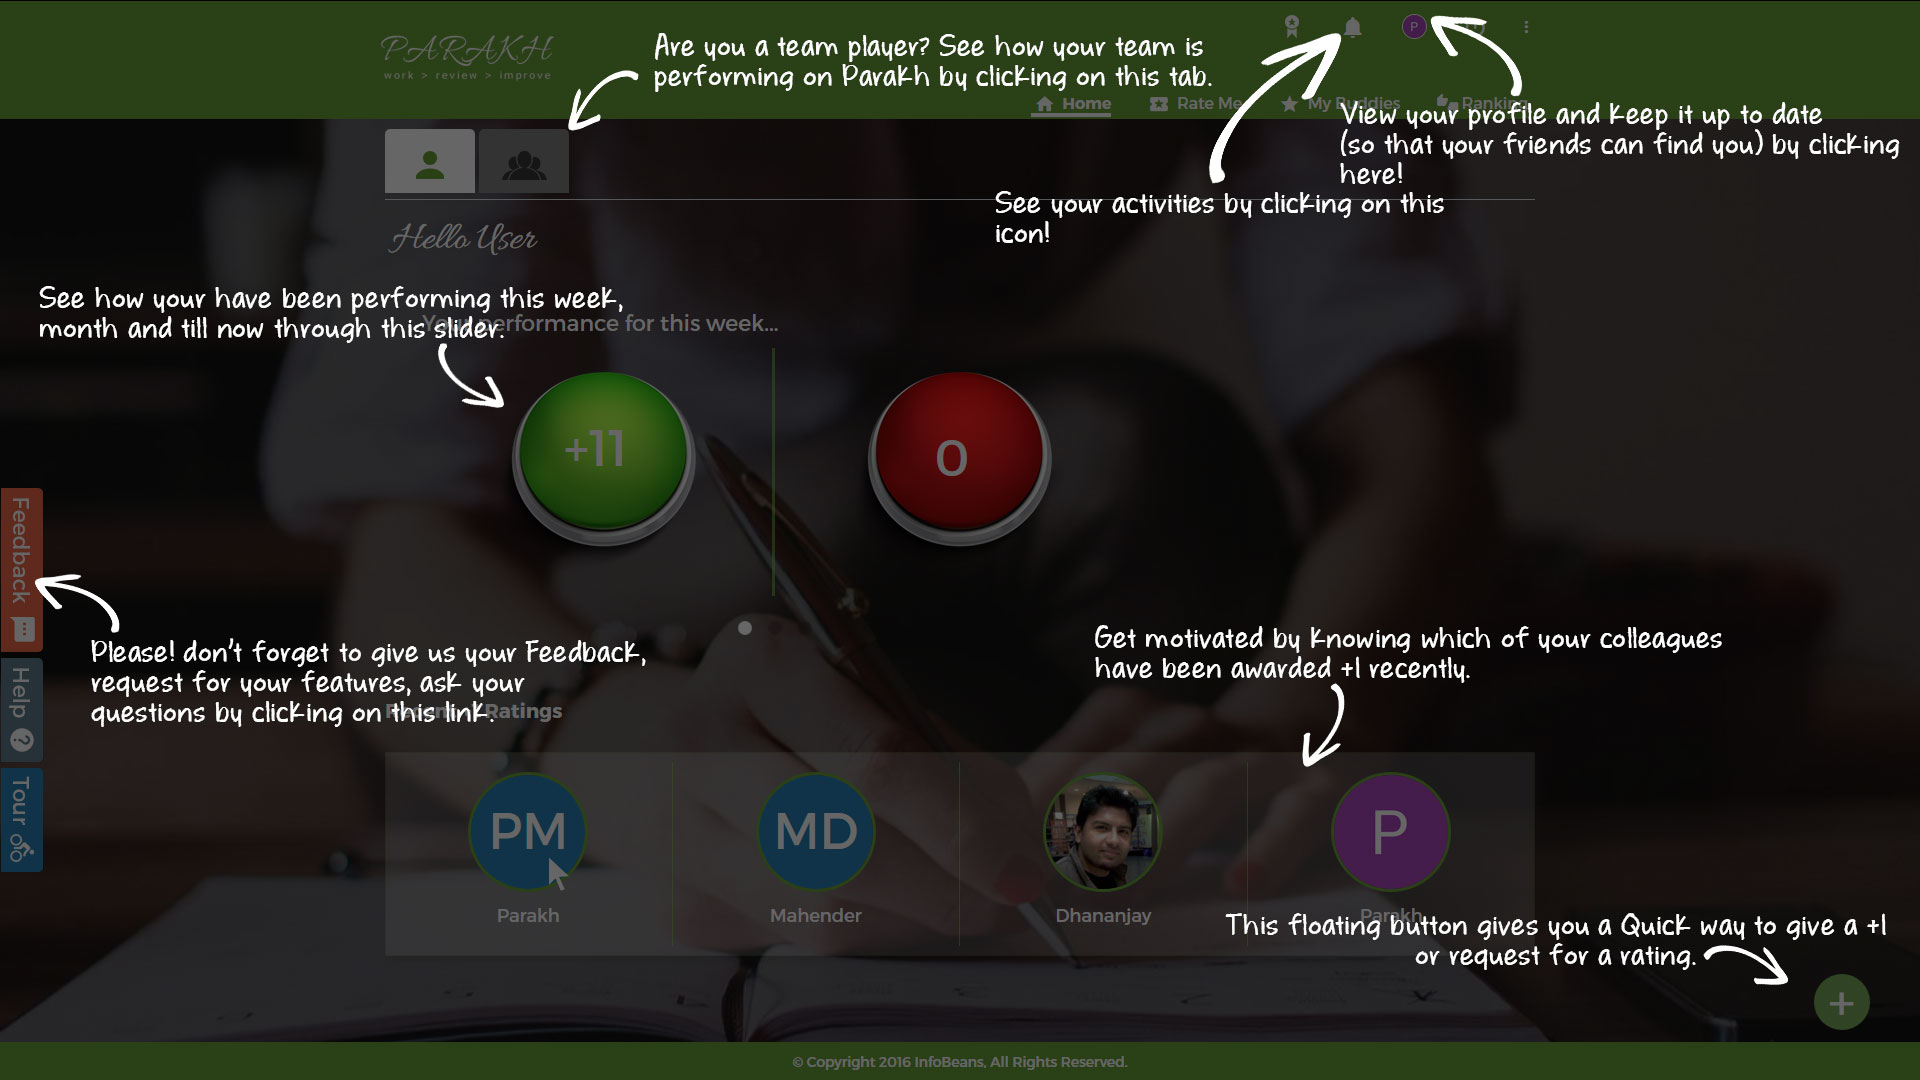 PARAKH
work > review > improve
Are you a team player? See how your team is
performing on Parakh by clicking on this tab.
P
Home
Rate Me
My Buddies
Ranking
View your profile and keep it up to date
(so that your friends can find you) by clicking
here!
See your activities by clicking on this
icon!
Hello User
See how your have been performing this week,
month and till now through this slider.
Your performance for this week...
+11
0
Feedback
Help
Tour
Please! don't forget to give us your Feedback,
request for your features, ask your
questions by clicking on this link.
Ratings
Get motivated by knowing which of your colleagues
have been awarded +1 recently.
PM
MD
P
Parakh
Mahender
Dhananjay
Parakh
This floating button gives you a Quick way to give a +1
or request for a rating.
+
© Copyright 2016 InfoBeans, All Rights Reserved.